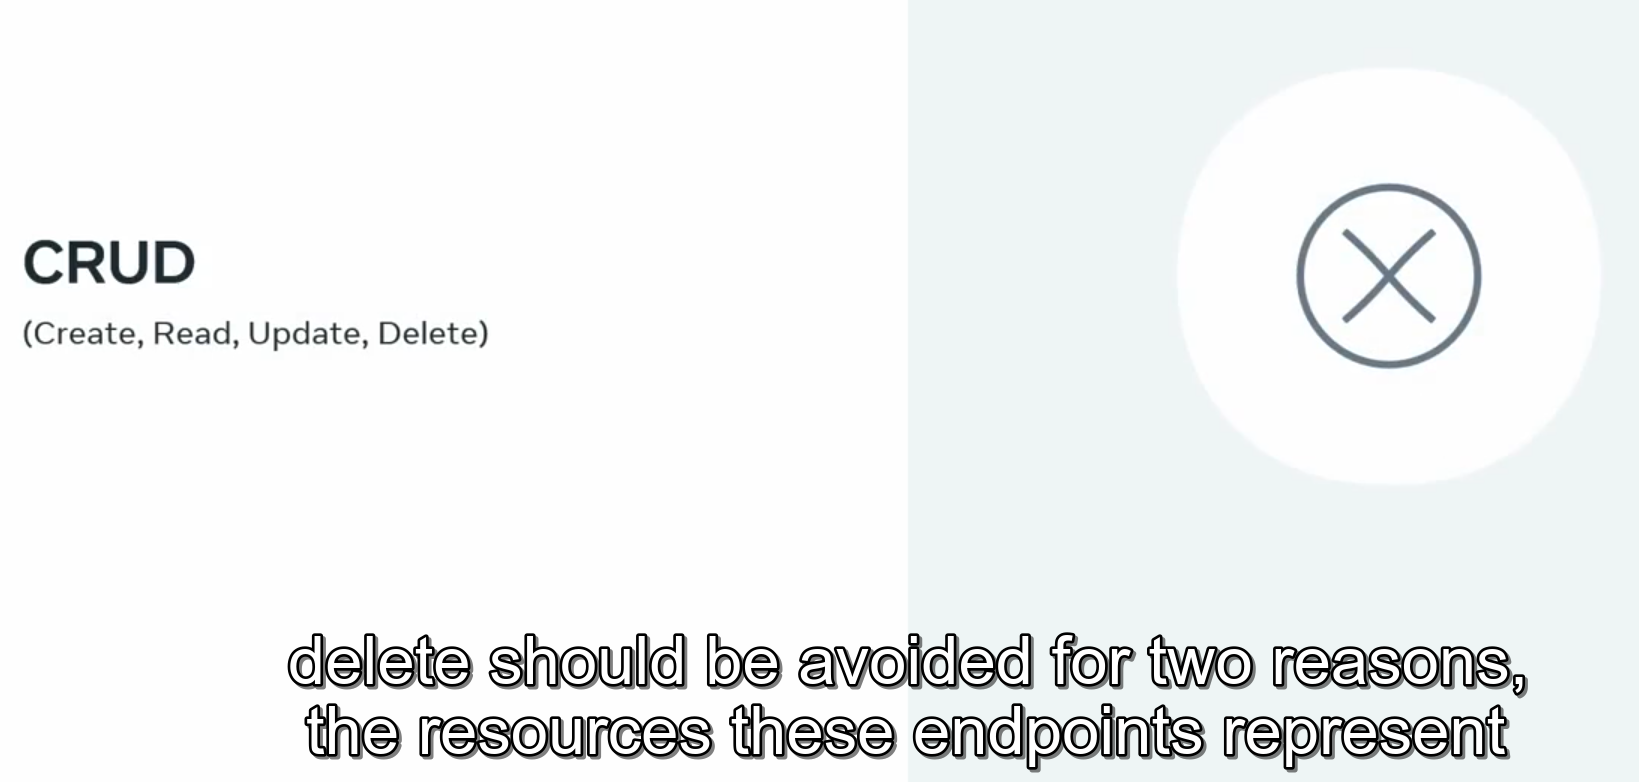 CRUD
(Create, Read, Update, Delete)
delete should be avoided for two reasons,
the resources these endpoints represent